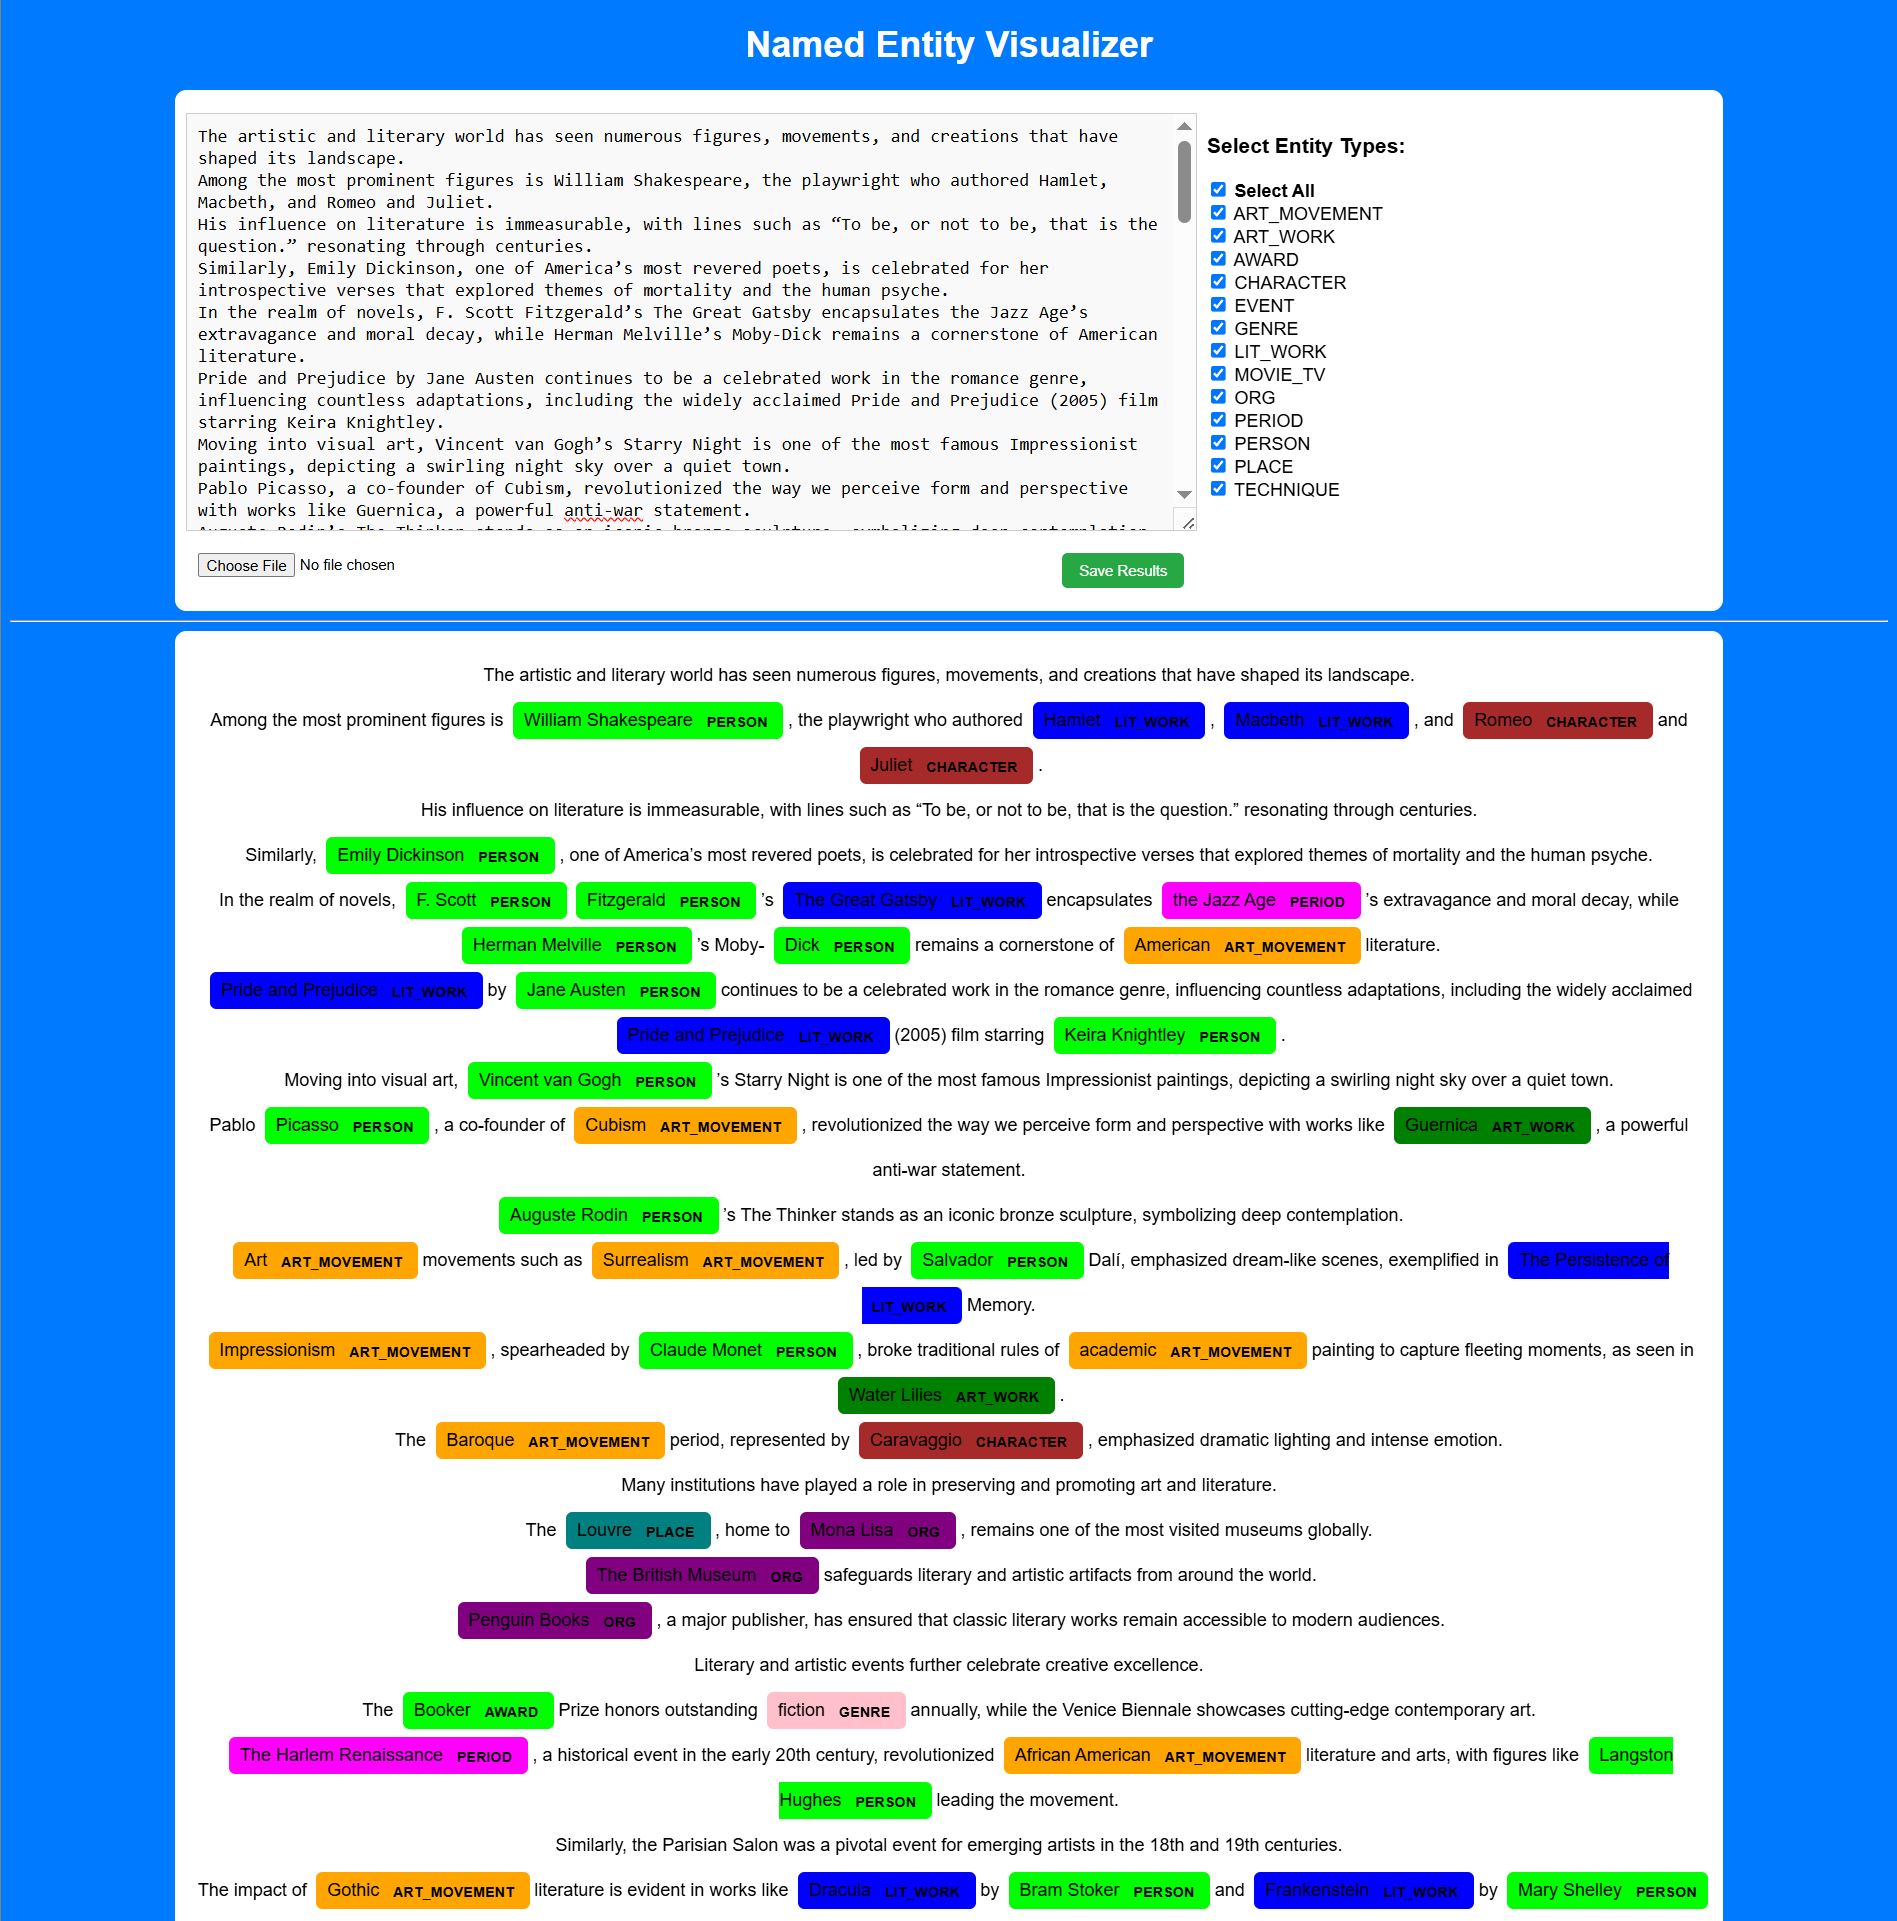 Named Entity Visualizer
The artistic and literary world has seen numerous figures, movements, and creations that have
shaped its landscape.
Among the most prominent figures is William Shakespeare, the playwright who authored Hamlet,
Macbeth, and Romeo and Juliet.
His influence on literature is immeasurable, with lines such as “To be, or not to be, that is the
question.” resonating through centuries.
Similarly, Emily Dickinson, one of America’s most revered poets, is celebrated for her
introspective verses that explored themes of mortality and the human psyche.
In the realm of novels, F. Scott Fitzgerald’s The Great Gatsby encapsulates the Jazz Age’s
extravagance and moral decay, while Herman Melville’s Moby-Dick remains a cornerstone of American
literature.
Pride and Prejudice by Jane Austen continues to be a celebrated work in the romance genre,
influencing countless adaptations, including the widely acclaimed Pride and Prejudice (2005) film
starring Keira Knightley.
Moving into visual art, Vincent van Gogh’s Starry Night is one of the most famous Impressionist
paintings, depicting a swirling night sky over a quiet town.
Pablo Picasso, a co-founder of Cubism, revolutionized the way we perceive form and perspective
with works like Guernica, a powerful anti-war statement.
Auguste Rodin’s The Thinker stands as an iconic bronze sculpture, symbolizing deep contemplation.
Choose File No file chosen
Save Results
Select Entity Types:
Select All
ART_MOVEMENT
ART_WORK
AWARD
CHARACTER
EVENT
GENRE
LIT_WORK
MOVIE_TV
ORG
PERIOD
PERSON
PLACE
TECHNIQUE
The artistic and literary world has seen numerous figures, movements, and creations that have shaped its landscape.
Among the most prominent figures is William Shakespeare PERSON , the playwright who authored Hamlet LIT_WORK , Macbeth LIT_WORK , and Romeo CHARACTER and
Juliet CHARACTER .
His influence on literature is immeasurable, with lines such as “To be, or not to be, that is the question.” resonating through centuries.
Similarly, Emily Dickinson PERSON , one of America’s most revered poets, is celebrated for her introspective verses that explored themes of mortality and the human psyche.
In the realm of novels, F. Scott PERSON Fitzgerald PERSON ’s The Great Gatsby LIT_WORK encapsulates the Jazz Age PERIOD ’s extravagance and moral decay, while
Herman Melville PERSON ’s Moby- Dick PERSON remains a cornerstone of American ART_MOVEMENT literature.
Pride and Prejudice LIT_WORK by Jane Austen PERSON continues to be a celebrated work in the romance genre, influencing countless adaptations, including the widely acclaimed
Pride and Prejudice LIT_WORK (2005) film starring Keira Knightley PERSON .
Moving into visual art, Vincent van Gogh PERSON ’s Starry Night is one of the most famous Impressionist paintings, depicting a swirling night sky over a quiet town.
Pablo Picasso PERSON , a co-founder of Cubism ART_MOVEMENT , revolutionized the way we perceive form and perspective with works like Guernica ART_WORK , a powerful
anti-war statement.
Auguste Rodin PERSON ’s The Thinker stands as an iconic bronze sculpture, symbolizing deep contemplation.
Art ART_MOVEMENT movements such as Surrealism ART_MOVEMENT , led by Salvador PERSON Dalí, emphasized dream-like scenes, exemplified in The Persistence of
LIT_WORK Memory.
Impressionism ART_MOVEMENT , spearheaded by Claude Monet PERSON , broke traditional rules of academic ART_MOVEMENT painting to capture fleeting moments, as seen in
Water Lilies ART_WORK .
The Baroque ART_MOVEMENT period, represented by Caravaggio CHARACTER , emphasized dramatic lighting and intense emotion.
Many institutions have played a role in preserving and promoting art and literature.
The Louvre PLACE , home to Mona Lisa ORG , remains one of the most visited museums globally.
The British Museum ORG safeguards literary and artistic artifacts from around the world.
Penguin Books ORG , a major publisher, has ensured that classic literary works remain accessible to modern audiences.
Literary and artistic events further celebrate creative excellence.
The Booker AWARD Prize honors outstanding fiction GENRE annually, while the Venice Biennale showcases cutting-edge contemporary art.
The Harlem Renaissance PERIOD , a historical event in the early 20th century, revolutionized African American ART_MOVEMENT literature and arts, with figures like Langston
Hughes PERSON leading the movement.
Similarly, the Parisian Salon was a pivotal event for emerging artists in the 18th and 19th centuries.
The impact of Gothic ART_MOVEMENT literature is evident in works like Dracula LIT_WORK by Bram Stoker PERSON and Frankenstein LIT_WORK by Mary Shelley PERSON